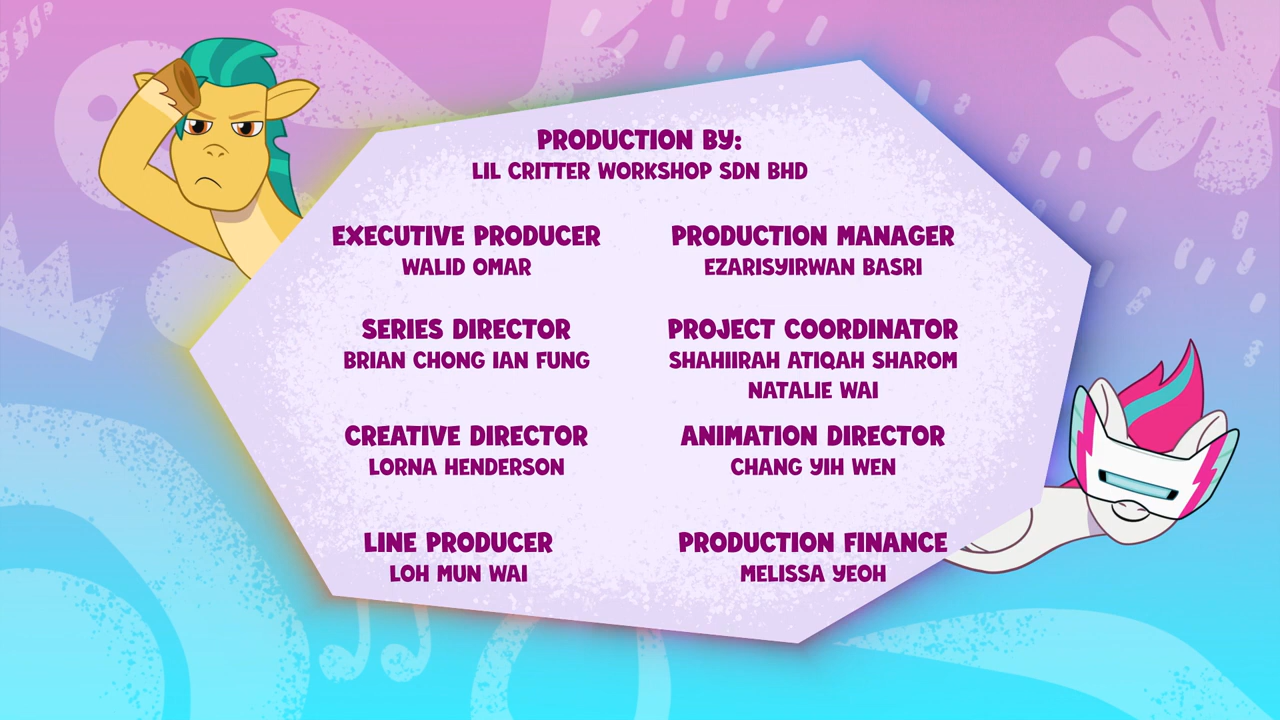 PRODUCTION BY:
LIL CRITTER WORKSHOP SDN BHD
EXECUTIVE PRODUCER
WALID OMAR
PRODUCTION MANAGER
EZARISYIRWAN BASRI
SERIES DIRECTOR
BRIAN CHONG IAN FUNG
PROJECT COORDINATOR
SHAHIIRAH ATIQAH SHAROM
NATALIE WAI
CREATIVE DIRECTOR
LORNA HENDERSON
ANIMATION DIRECTOR
CHANG YIH WEN
LINE PRODUCER
LOH MUN WAI
PRODUCTION FINANCE
MELISSA YEOH